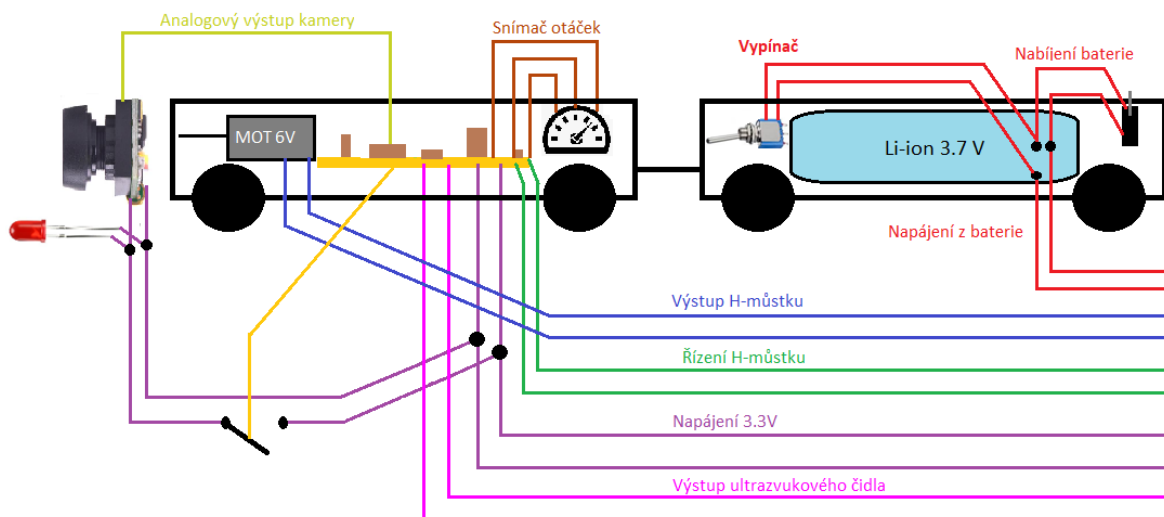 Analogový výstup kamery
Snímač otáček
Vypínač
Nabíjení baterie
MOT 6V
Li-ion 3.7 V
Napájení z baterie
Výstup H-můstku
Řízení H-můstku
Napájení 3.3V
Výstup ultrazvukového čidla